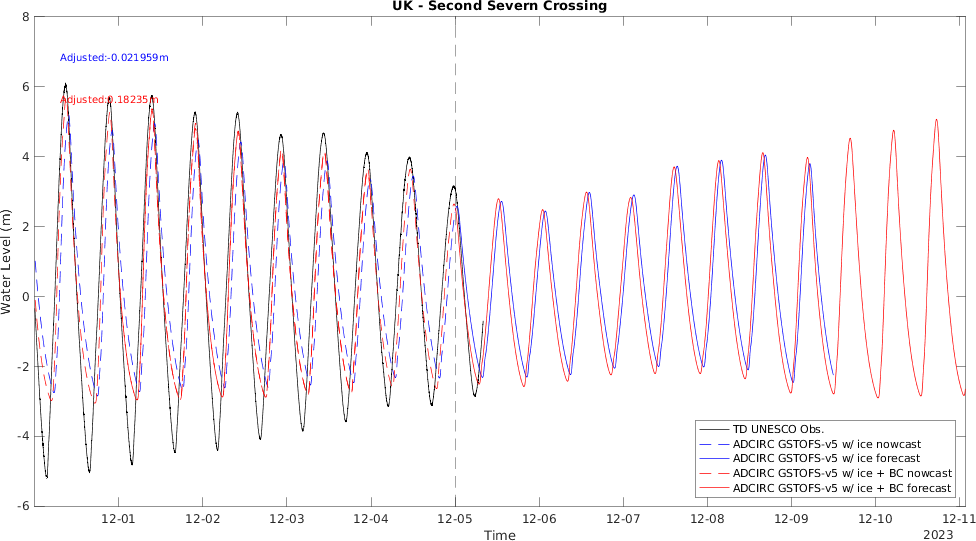 UK - Second Severn Crossing
8
6
4
2
0
-2
-4
-6
Water Level (m)
Adjusted:-0.021959m
Adjusted:0.18235m
TD UNESCO Obs.
ADCIRC GSTOFS-v5 w/ ice nowcast
ADCIRC GSTOFS-v5 w/ ice forecast
ADCIRC GSTOFS-v5 w/ ice + BC nowcast
ADCIRC GSTOFS-v5 w/ ice + BC forecast
12-01 12-02 12-03 12-04 12-05 12-06 12-07 12-08 12-09 12-10 12-11
Time
2023